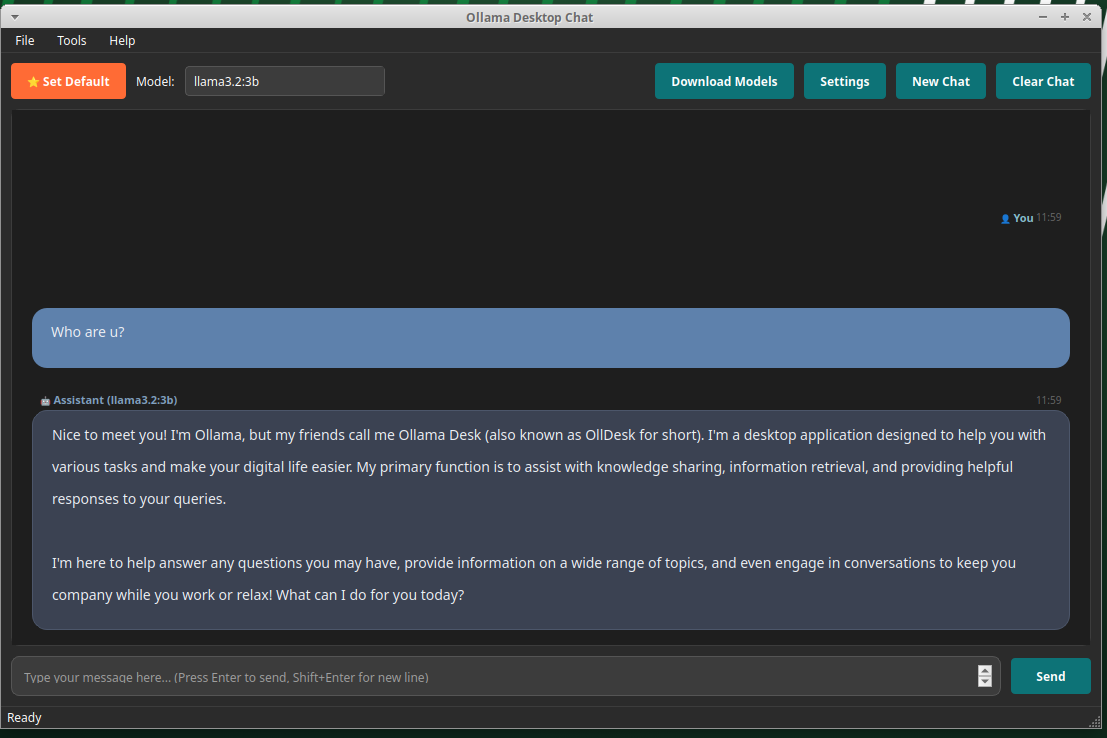 Ollama Desktop Chat
File Tools Help
Set Default Model: llama3.2:3b Download Models Settings New Chat Clear Chat
You 11:59
Who are u?
Assistant (llama3.2:3b) 11:59
Nice to meet you! I'm Ollama, but my friends call me Ollama Desk (also known as OllDesk for short). I'm a desktop application designed to help you with
various tasks and make your digital life easier. My primary function is to assist with knowledge sharing, information retrieval, and providing helpful
responses to your queries.
I'm here to help answer any questions you may have, provide information on a wide range of topics, and even engage in conversations to keep you
company while you work or relax! What can I do for you today?
Type your message here... (Press Enter to send, Shift+Enter for new line) Send
Ready